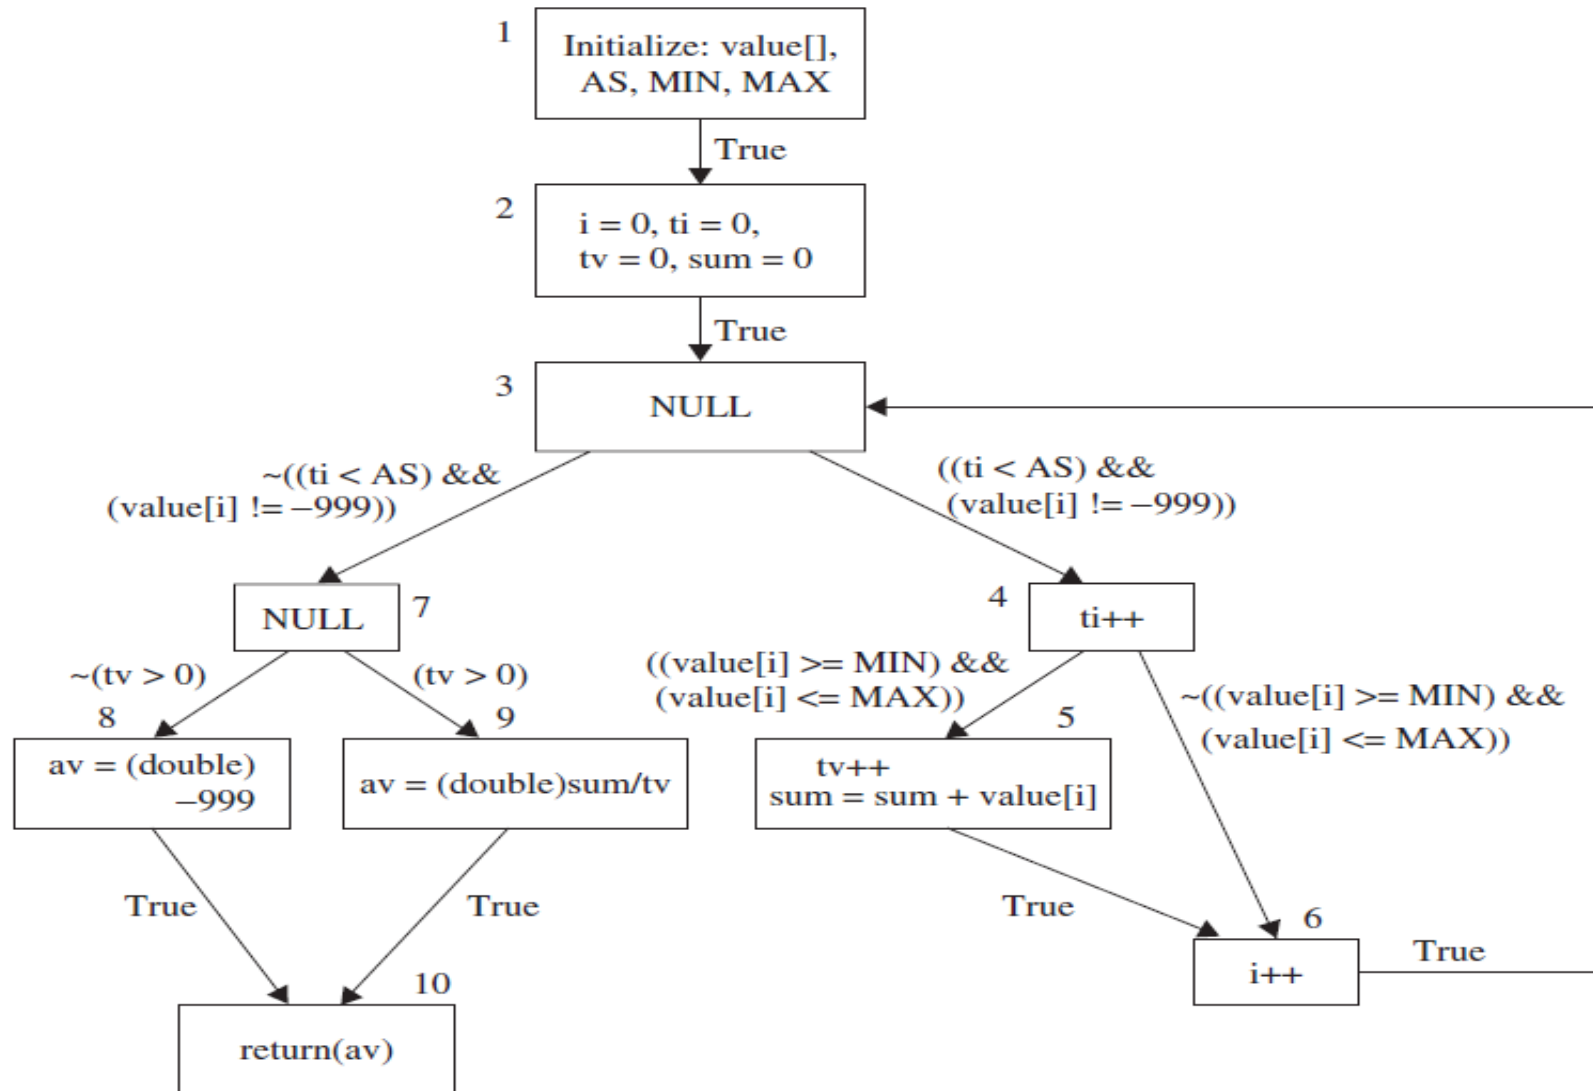 1
Initialize: value[],
AS, MIN, MAX
True
2
i = 0, ti = 0,
tv = 0, sum = 0
True
3
NULL
~((ti < AS) &&
(value[i] != –999))
((ti < AS) &&
(value[i] != –999))
NULL
7
4
ti++
~(tv > 0)
(tv > 0)
((value[i] >= MIN) &&
(value[i] <= MAX))
~((value[i] >= MIN) &&
(value[i] <= MAX))
8
av = (double)
–999
9
av = (double)sum/tv
5
tv++
sum = sum + value[i]
True
True
True
6
i++
True
10
return(av)